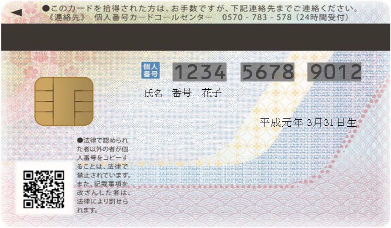 ●このカードを拾得された方は、お手数ですが、下記連絡先までご連絡ください。
《連絡先》 個人番号カードコールセンター 0570-783-578（24時間受付）
個人番号 1234 5678 9012
氏名 番号 花子
平成元年3月31日生
●法律で認められ
た者以外の者が個
人番号をコピーす
ることは、法律で
禁止されています。
また、記載事項を
改ざんした者は、
法律により罰せら
れます。